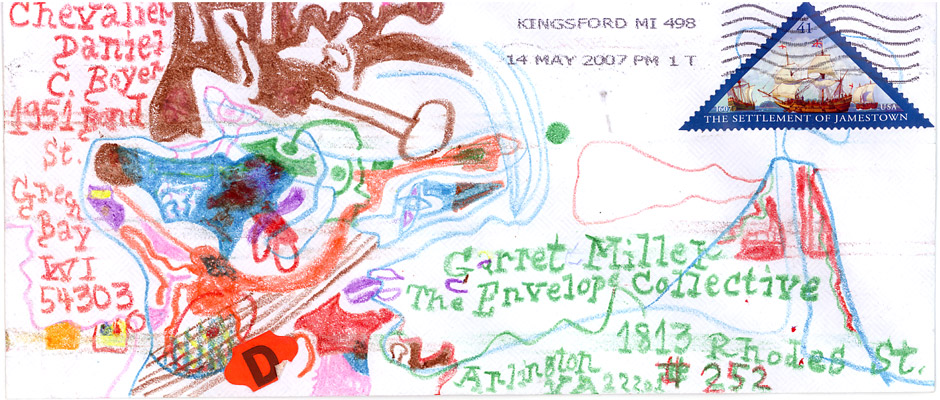 Chevalier
Daniel
C. Boyer
1951 Bond
St.
Green
Bay
WI
54303
KINGSFORD MI 498
14 MAY 2007 PM 1 T
41
1607
USA
THE SETTLEMENT OF JAMESTOWN
Garret Miller
The Envelope Collective
1813 Rhodes St.
# 252
Arlington
VA 22201
D